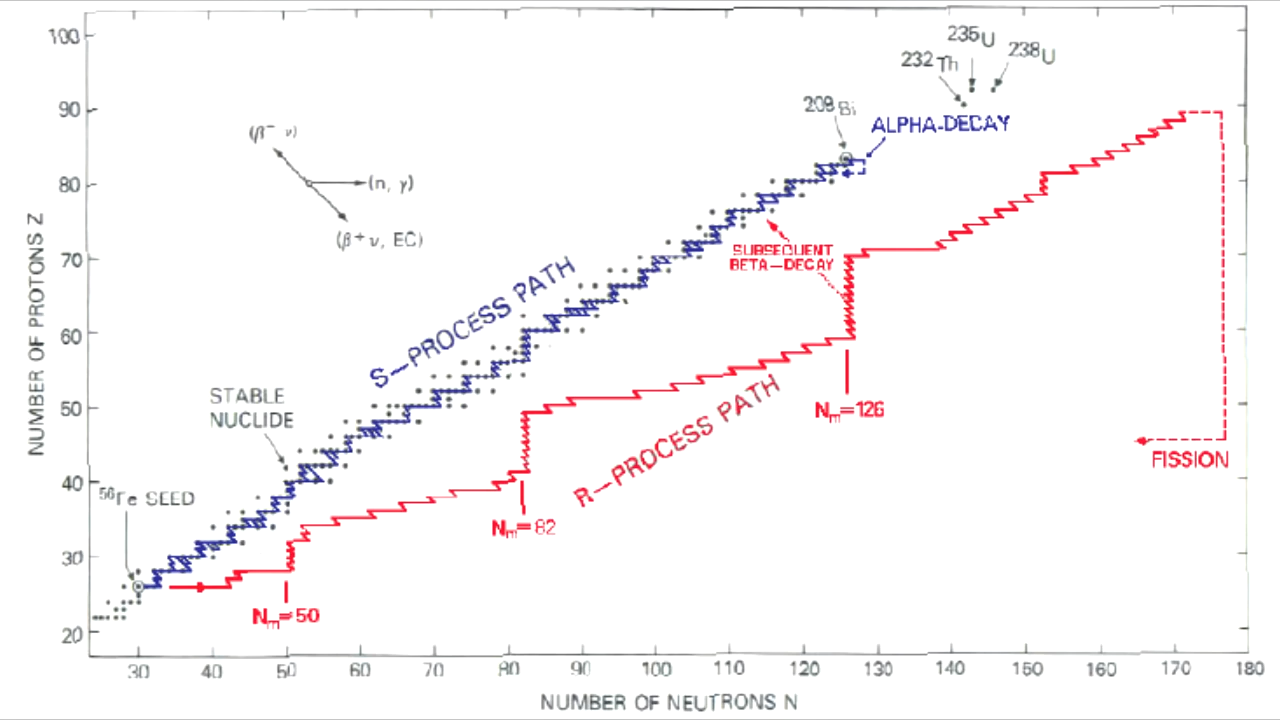 100
90
80
70
60
50
40
30
20
NUMBER OF PROTONS Z
30 40 50 60 70 80 90 100 110 120 130 140 150 160 170 180
NUMBER OF NEUTRONS N
(β⁻ ν)
(n, γ)
(β⁺ν, EC)
235U
232Th
238U
209Bi
ALPHA-DECAY
SUBSEQUENT
BETA—DECAY
S—PROCESS PATH
STABLE
NUCLIDE
56Fe SEED
R—PROCESS PATH
Nm=126
Nm=82
Nm=50
FISSION